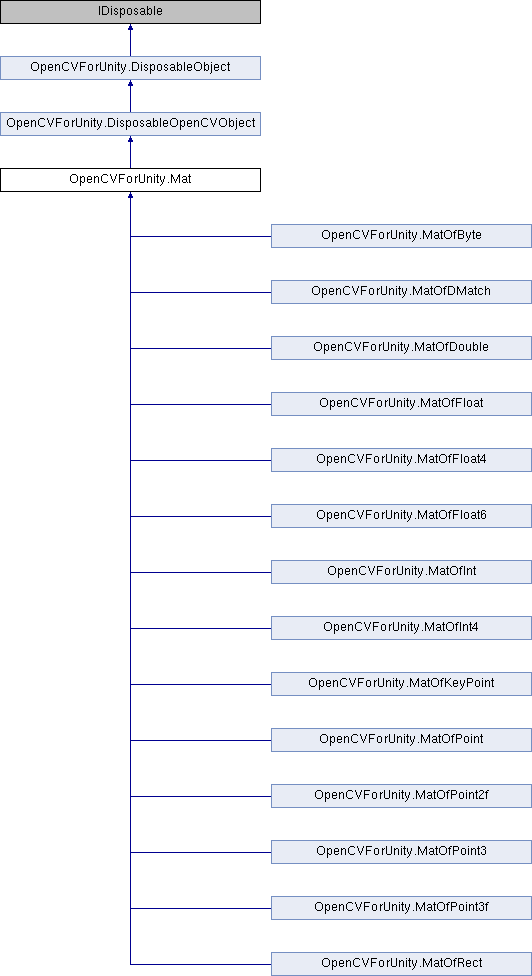 IDisposable
OpenCVForUnity.DisposableObject
OpenCVForUnity.DisposableOpenCVObject
OpenCVForUnity.Mat
OpenCVForUnity.MatOfByte
OpenCVForUnity.MatOfDMatch
OpenCVForUnity.MatOfDouble
OpenCVForUnity.MatOfFloat
OpenCVForUnity.MatOfFloat4
OpenCVForUnity.MatOfFloat6
OpenCVForUnity.MatOfInt
OpenCVForUnity.MatOfInt4
OpenCVForUnity.MatOfKeyPoint
OpenCVForUnity.MatOfPoint
OpenCVForUnity.MatOfPoint2f
OpenCVForUnity.MatOfPoint3
OpenCVForUnity.MatOfPoint3f
OpenCVForUnity.MatOfRect